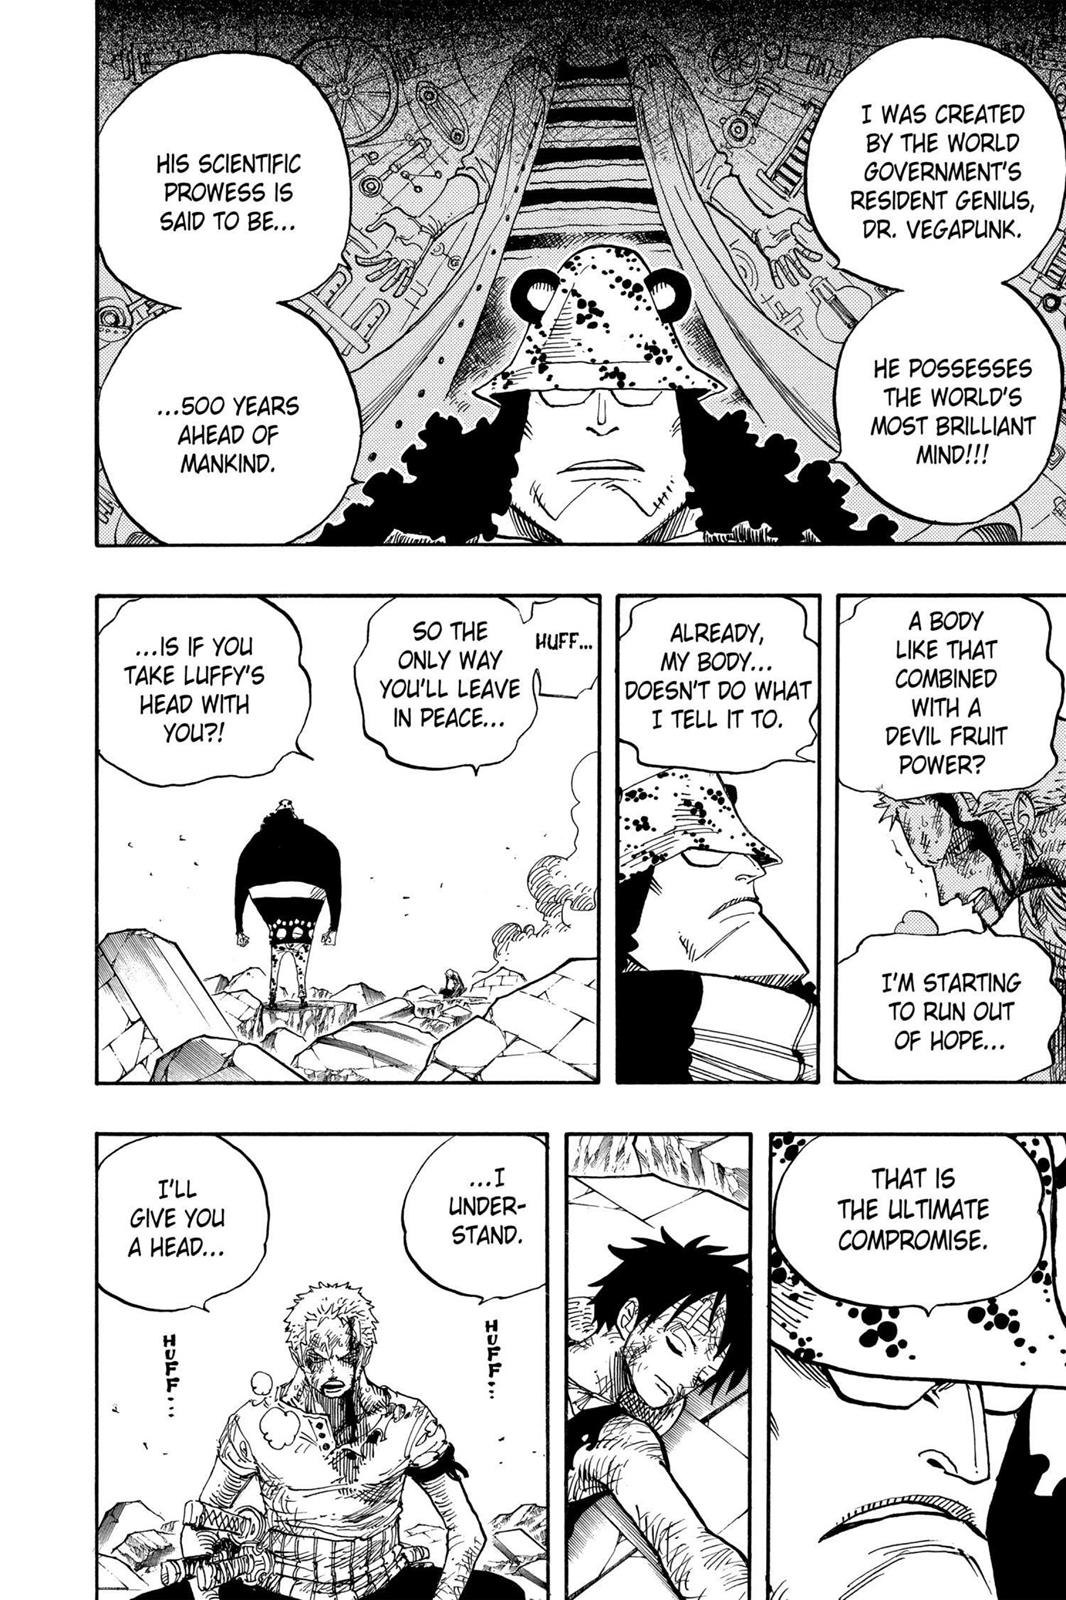 I WAS CREATED
BY THE WORLD
GOVERNMENT'S
RESIDENT GENIUS,
DR. VEGAPUNK.
HE POSSESSES
THE WORLD'S
MOST BRILLIANT
MIND!!!
HIS SCIENTIFIC
PROWESS IS
SAID TO BE...
...500 YEARS
AHEAD OF
MANKIND.
A BODY
LIKE THAT
COMBINED
WITH A
DEVIL FRUIT
POWER?
I'M STARTING
TO RUN OUT
OF HOPE...
ALREADY,
MY BODY...
DOESN'T DO WHAT
I TELL IT TO.
HUFF...
SO THE
ONLY WAY
YOU'LL LEAVE
IN PEACE...
...IS IF YOU
TAKE LUFFY'S
HEAD WITH
YOU?!
THAT IS
THE ULTIMATE
COMPROMISE.
...I
UNDER-
STAND.
HUFF...
I'LL
GIVE YOU
A HEAD...
HUFF...